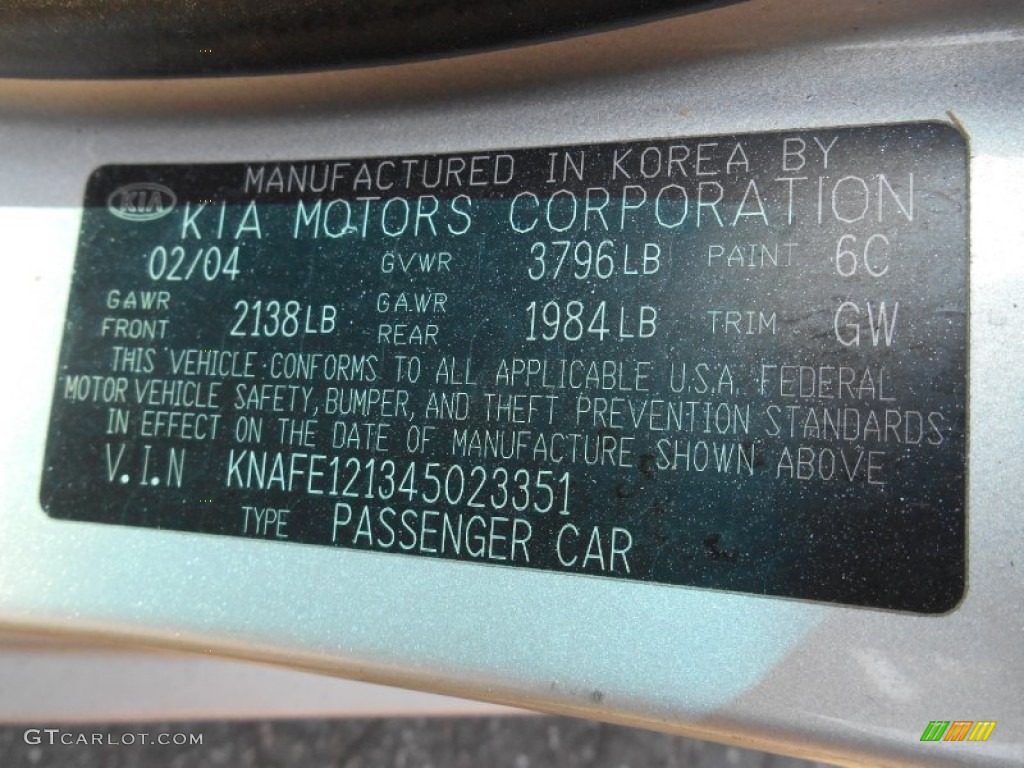 MANUFACTURED IN KOREA BY
KIA KIA MOTORS CORPORATION
02/04 GVWR 3796LB PAINT 6C
GAWR FRONT 2138LB GAWR REAR 1984LB TRIM GW
THIS VEHICLE CONFORMS TO ALL APPLICABLE U.S.A. FEDERAL
MOTOR VEHICLE SAFETY, BUMPER, AND THEFT PREVENTION STANDARDS
IN EFFECT ON THE DATE OF MANUFACTURE SHOWN ABOVE
V.I.N KNAFE121345023351
TYPE PASSENGER CAR
GTCARLOT.COM